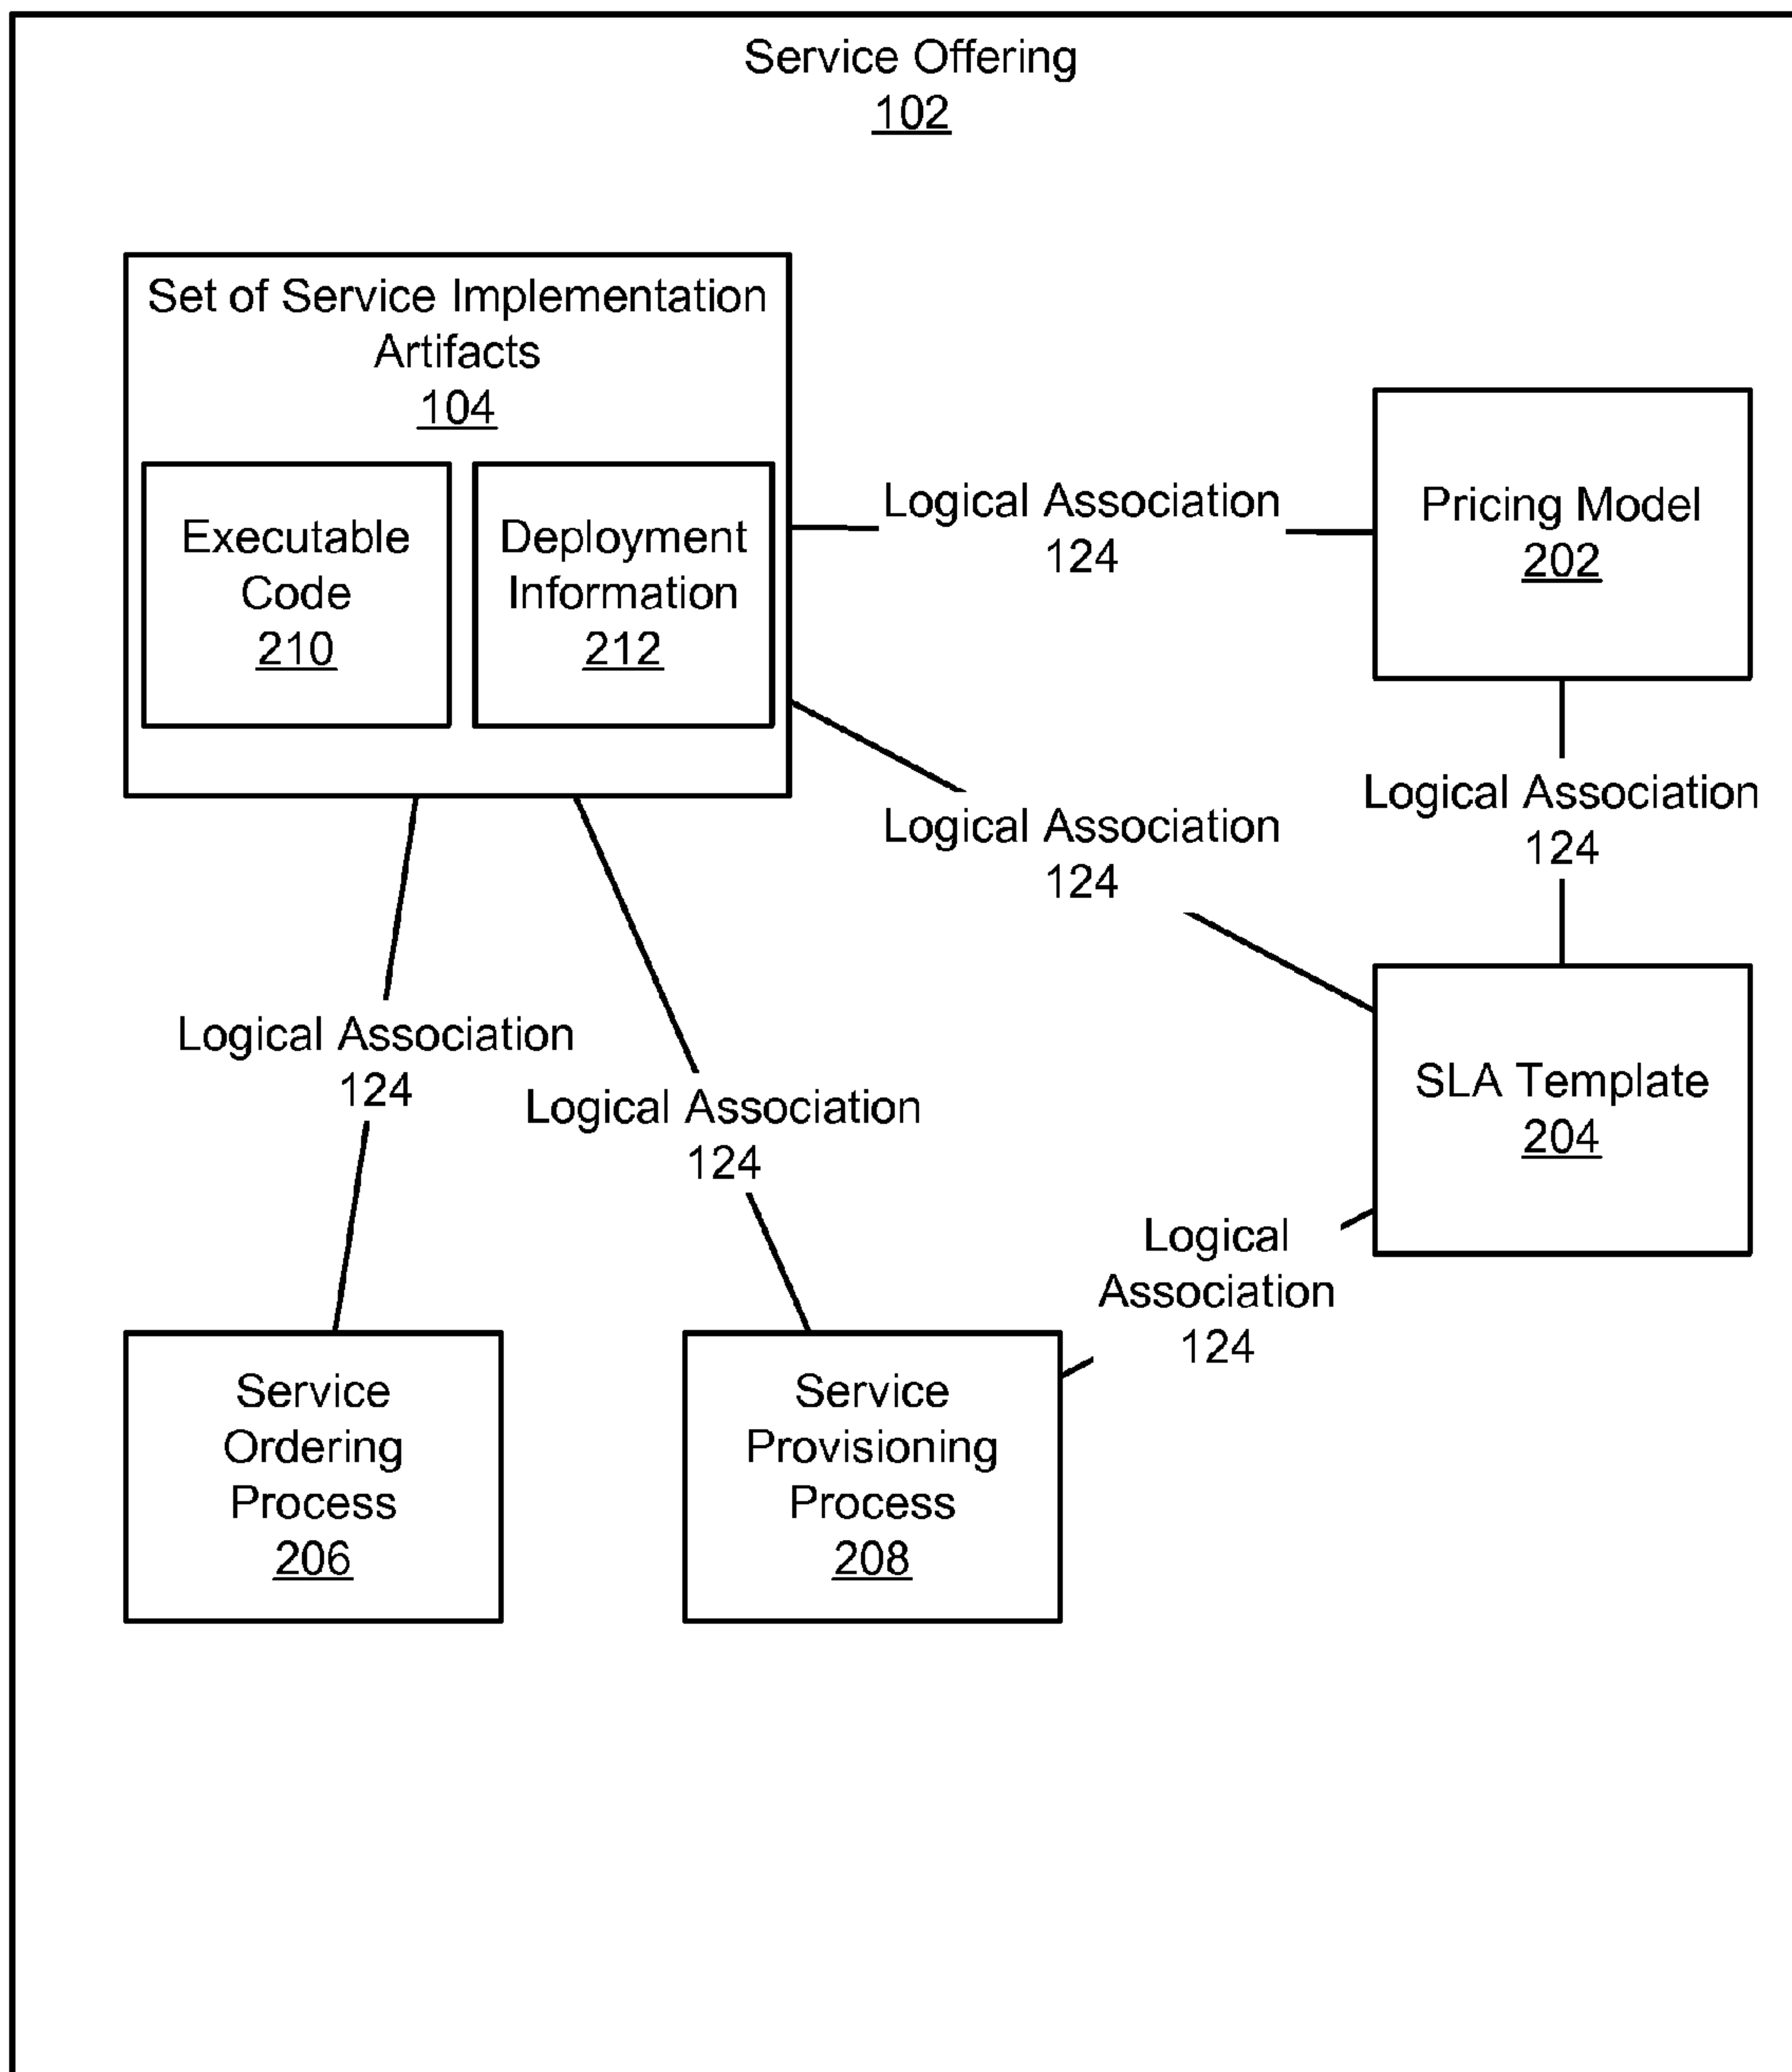 Service Offering
102
Set of Service Implementation
Artifacts
104
Executable
Code
210
Deployment
Information
212
Logical Association
124
Pricing Model
202
Logical Association
124
Logical Association
124
Logical Association
124
Logical Association
124
SLA Template
204
Logical
Association
124
Service
Ordering
Process
206
Service
Provisioning
Process
208